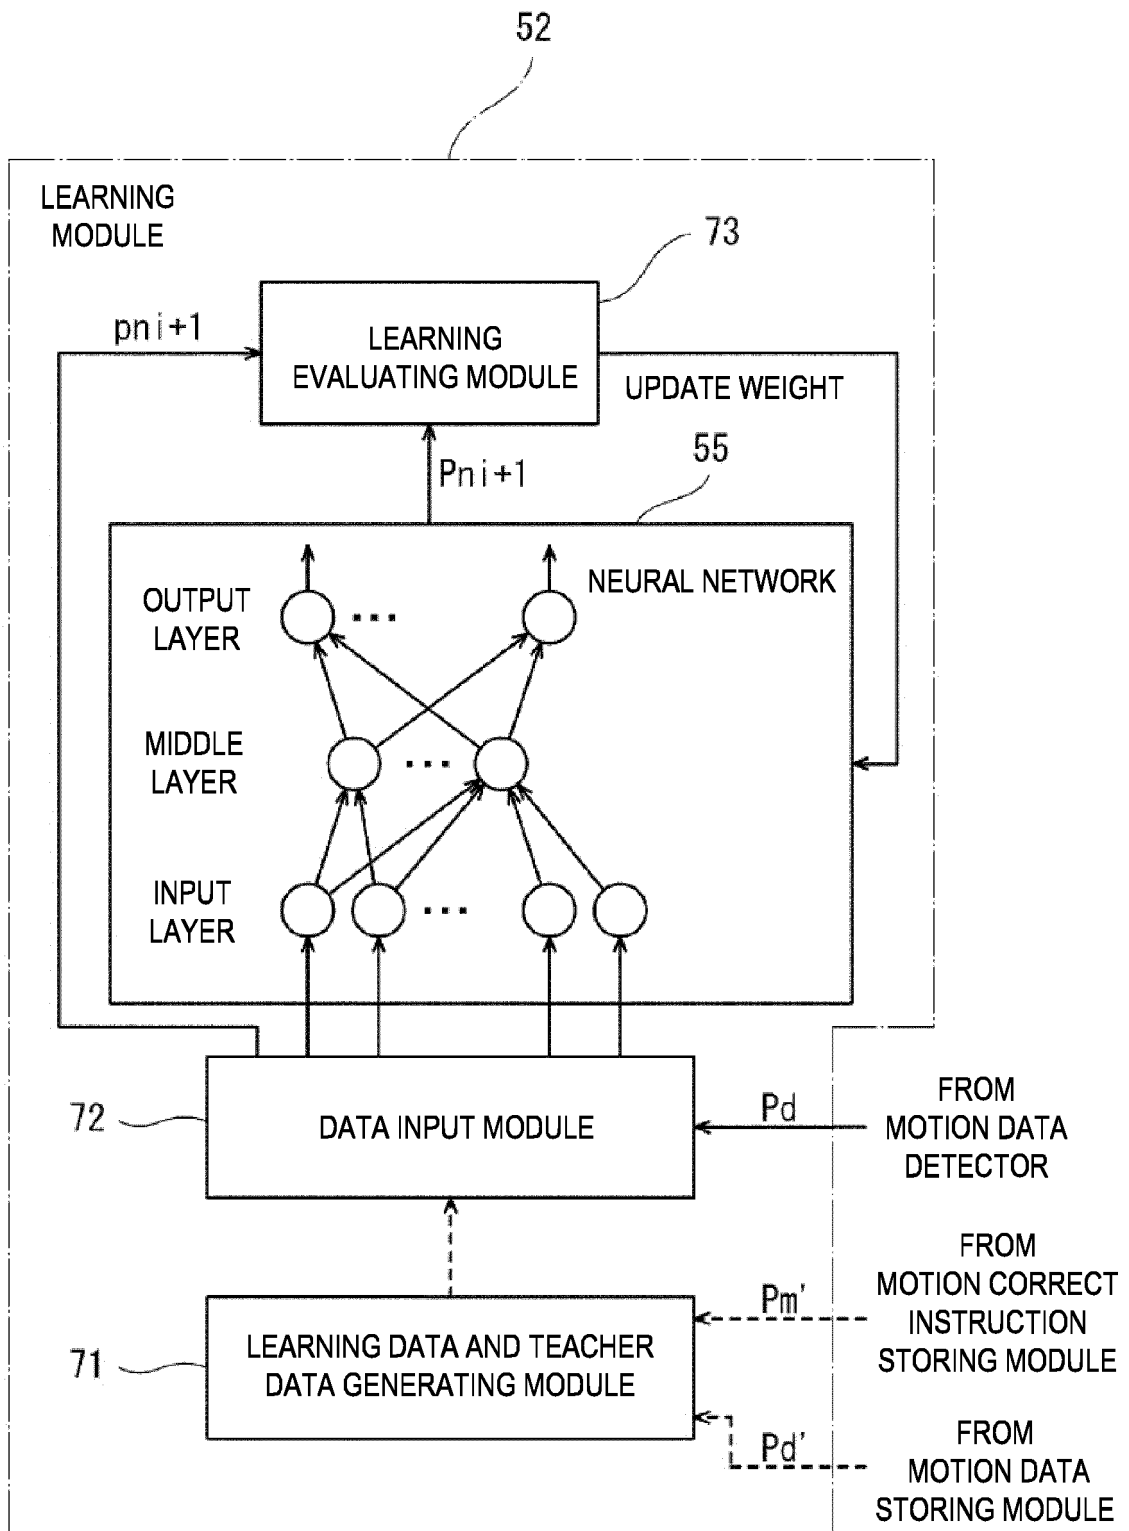 52
LEARNING
MODULE
73
pni+1
LEARNING
EVALUATING MODULE
UPDATE WEIGHT
55
Pni+1
NEURAL NETWORK
OUTPUT
LAYER
MIDDLE
LAYER
INPUT
LAYER
72
DATA INPUT MODULE
Pd
FROM
MOTION DATA
DETECTOR
71
LEARNING DATA AND TEACHER
DATA GENERATING MODULE
Pm'
FROM
MOTION CORRECT
INSTRUCTION
STORING MODULE
Pd'
FROM
MOTION DATA
STORING MODULE